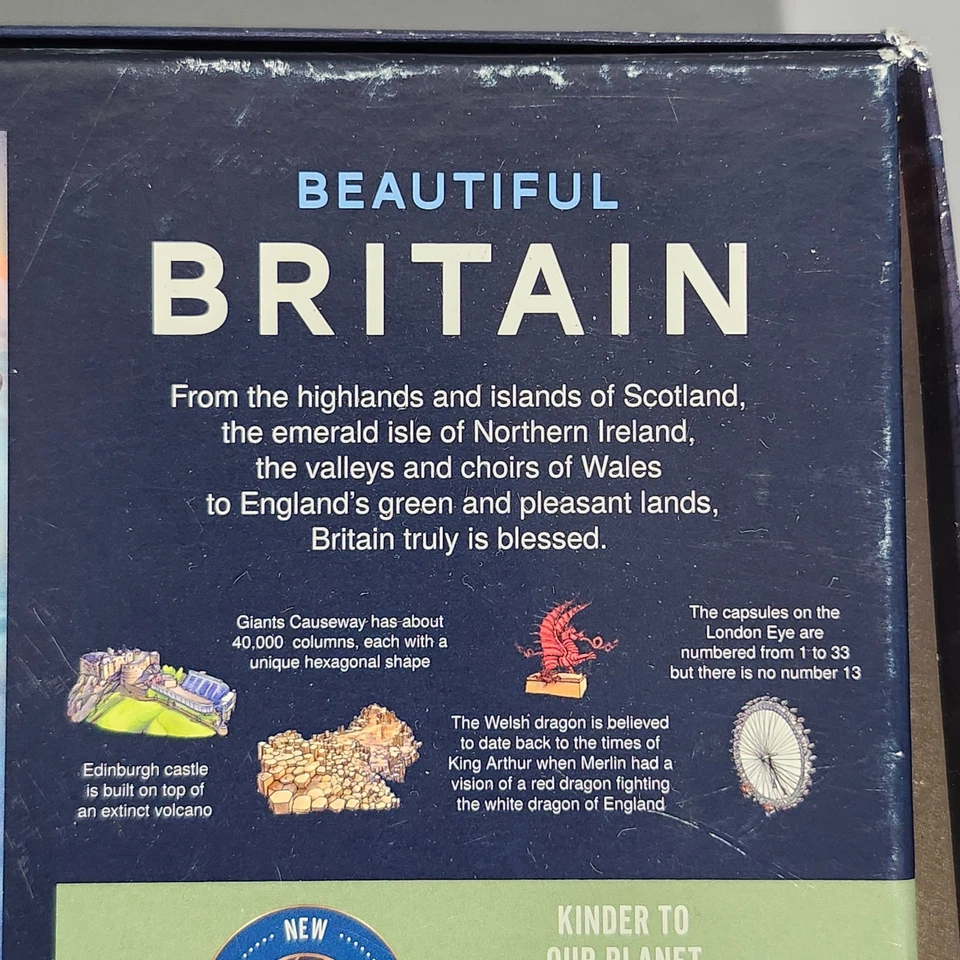 BEAUTIFUL
BRITAIN
From the highlands and islands of Scotland,
the emerald isle of Northern Ireland,
the valleys and choirs of Wales
to England's green and pleasant lands,
Britain truly is blessed.
Edinburgh castle
is built on top of
an extinct volcano
Giants Causeway has about
40,000 columns, each with a
unique hexagonal shape
The Welsh dragon is believed
to date back to the times of
King Arthur when Merlin had a
vision of a red dragon fighting
the white dragon of England
The capsules on the
London Eye are
numbered from 1 to 33
but there is no number 13
NEW
KINDER TO
OUR PLANET